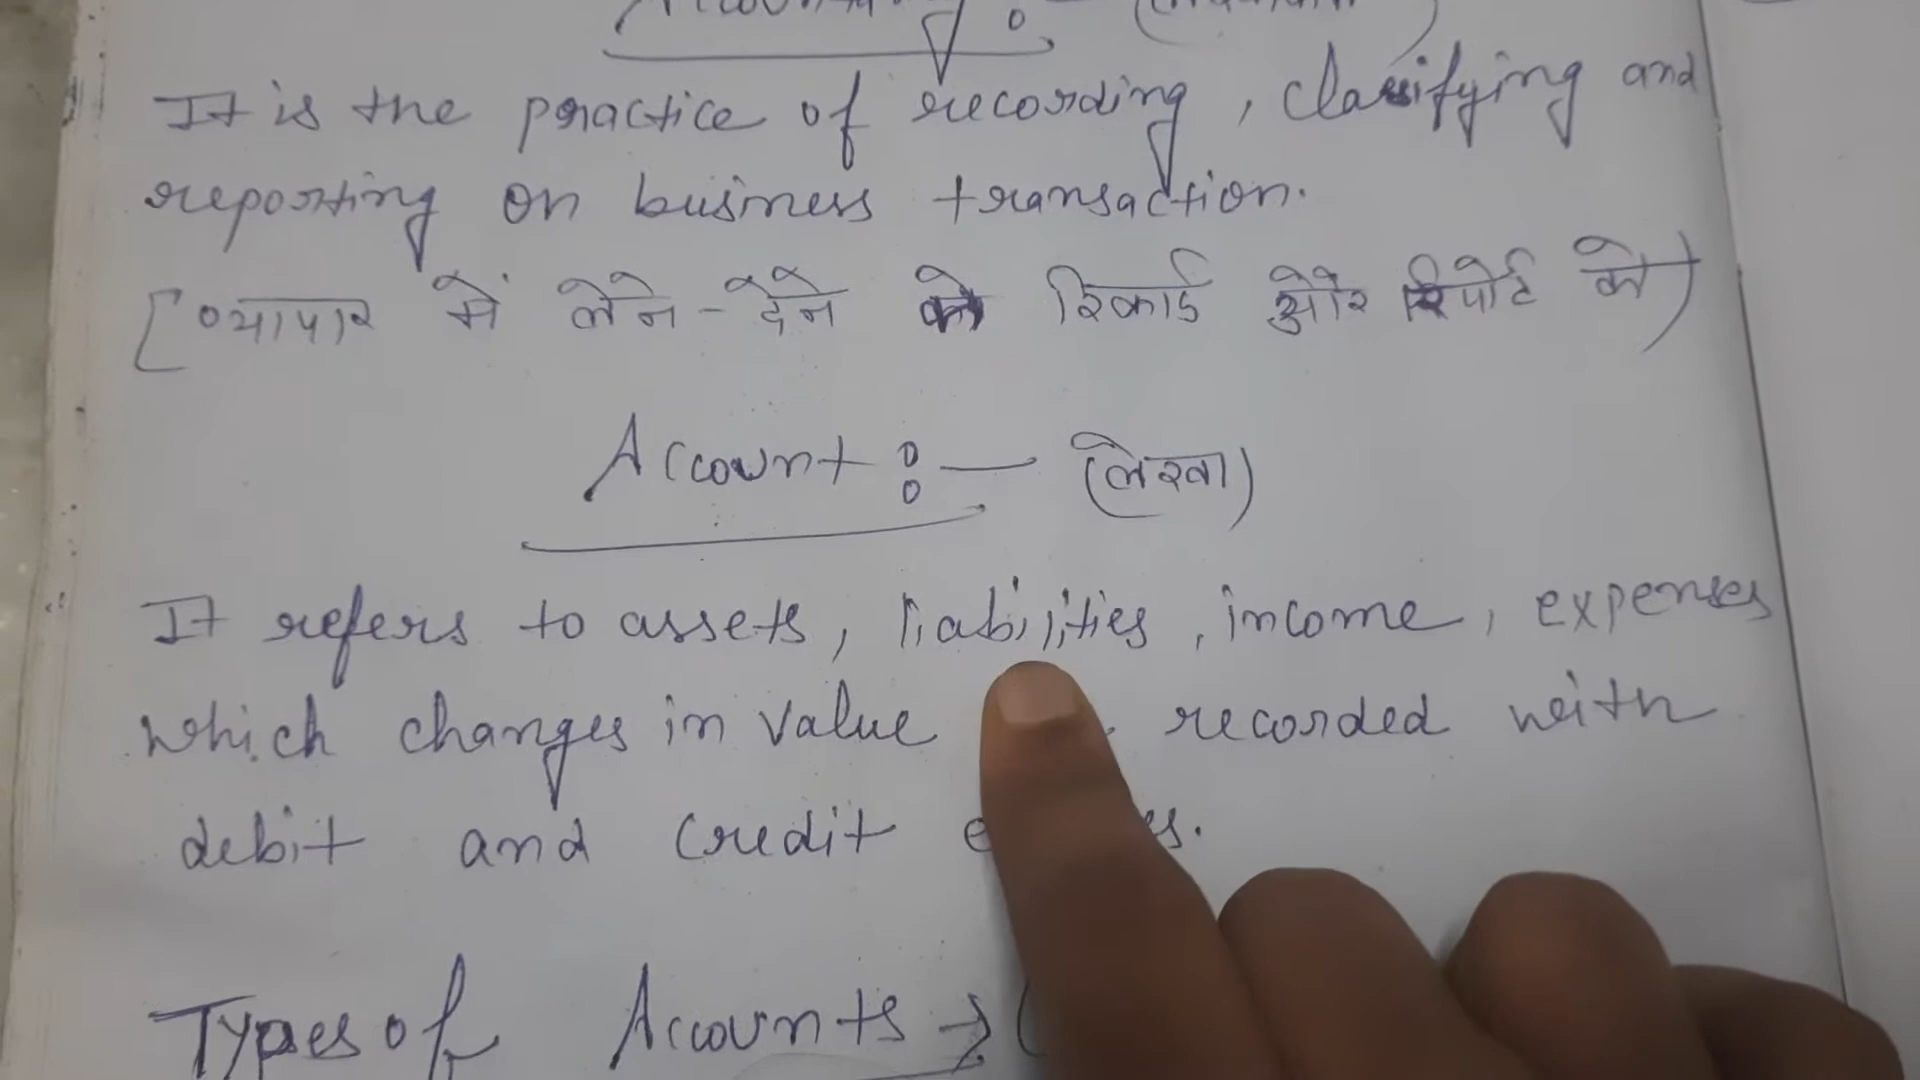 Accounting :
It is the practice of recording, classifying and
reporting on business transaction.
[व्यापार में लेन-देन को रिकार्ड और रिपोर्ट को)
Account :— (लेखा)
It refers to assets, liabilities, income, expenses
which changes in value recorded with
debit and credit
Types of Accounts →